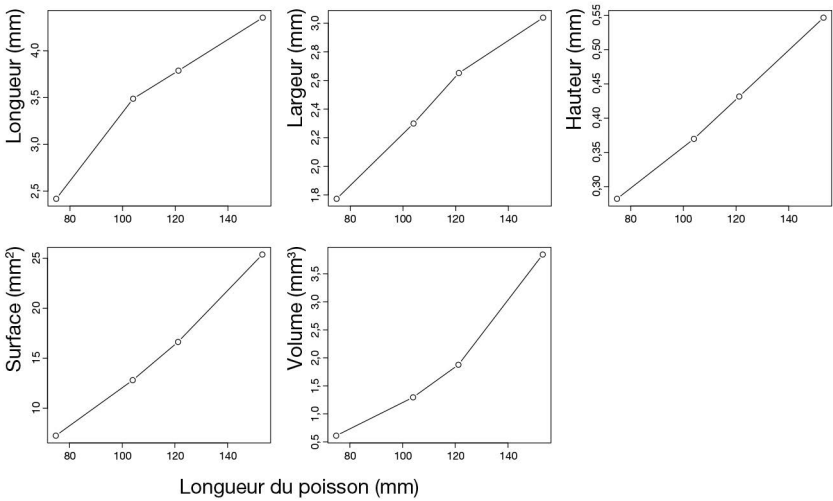 Longueur (mm)
2,5 3,0 3,5 4,0
80 100 120 140
Largeur (mm)
1,8 2,0 2,2 2,4 2,6 2,8 3,0
80 100 120 140
Hauteur (mm)
0,30 0,35 0,40 0,45 0,50 0,55
80 100 120 140
Surface (mm²)
10 15 20 25
80 100 120 140
Volume (mm³)
0,5 1,0 1,5 2,0 2,5 3,0 3,5
80 100 120 140
Longueur du poisson (mm)